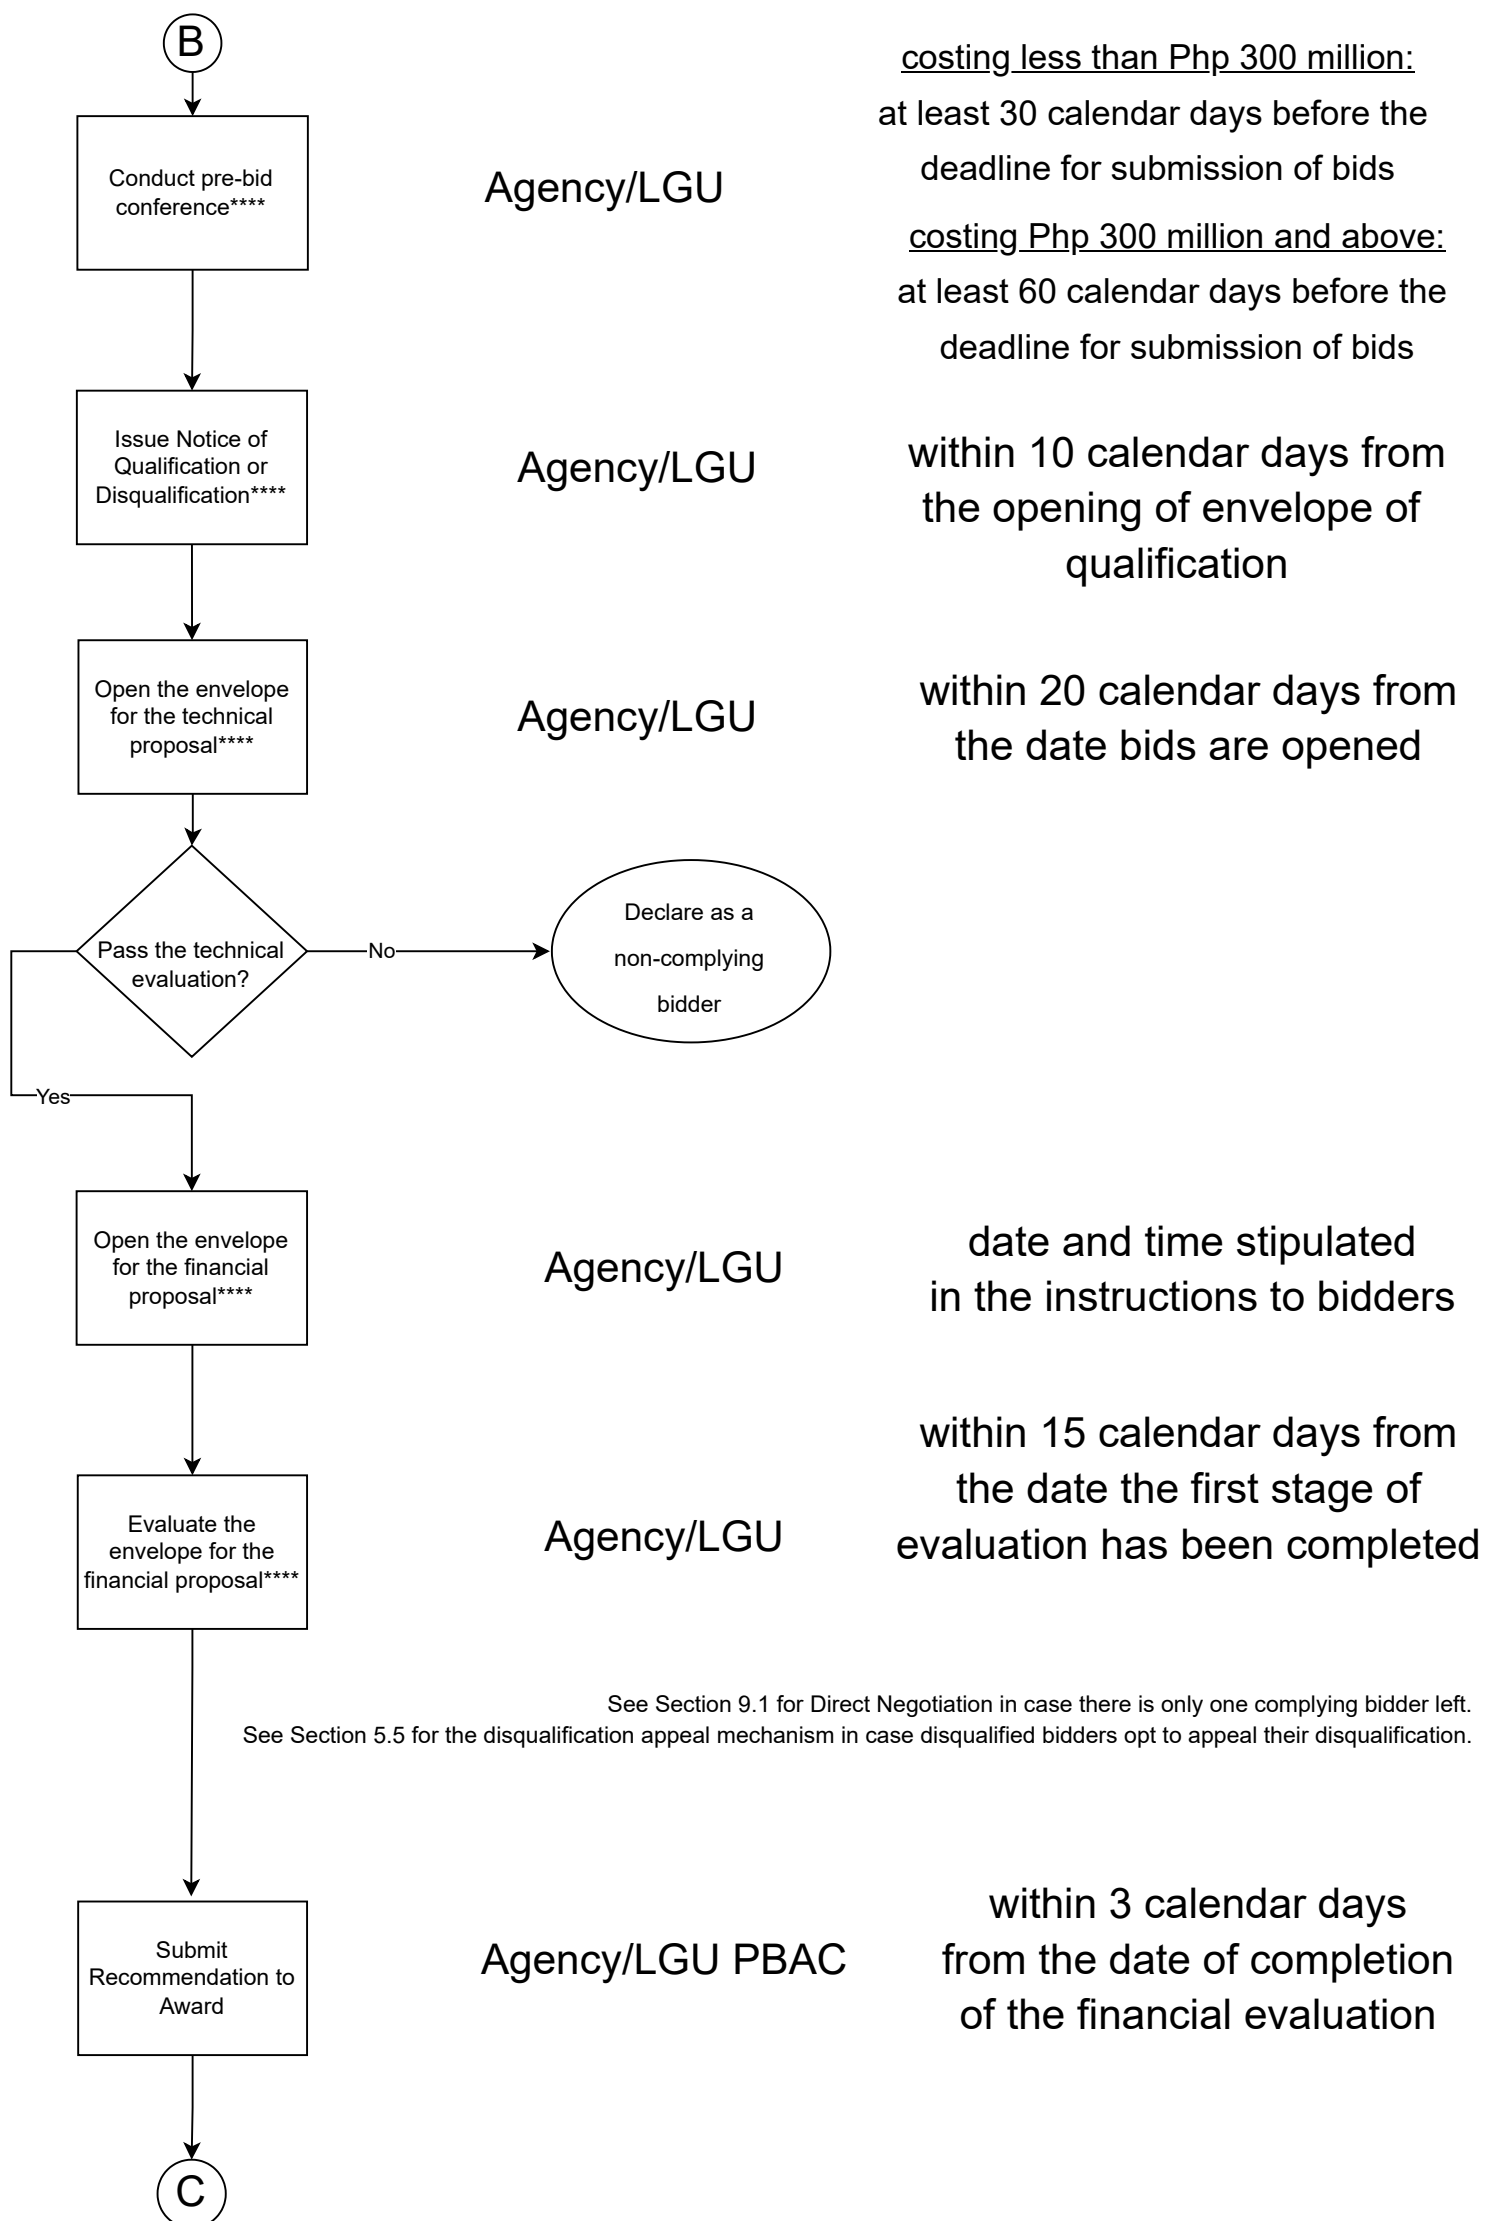 B
Conduct pre-bid
conference****
Agency/LGU
costing less than Php 300 million:
at least 30 calendar days before the
deadline for submission of bids
costing Php 300 million and above:
at least 60 calendar days before the
deadline for submission of bids
Issue Notice of
Qualification or
Disqualification****
Agency/LGU
within 10 calendar days from
the opening of envelope of
qualification
Open the envelope
for the technical
proposal****
Agency/LGU
within 20 calendar days from
the date bids are opened
Pass the technical
evaluation?
No
Declare as a
non-complying
bidder
Yes
Open the envelope
for the financial
proposal****
Agency/LGU
date and time stipulated
in the instructions to bidders
Evaluate the
envelope for the
financial proposal****
Agency/LGU
within 15 calendar days from
the date the first stage of
evaluation has been completed
See Section 9.1 for Direct Negotiation in case there is only one complying bidder left.
See Section 5.5 for the disqualification appeal mechanism in case disqualified bidders opt to appeal their disqualification.
Submit
Recommendation to
Award
Agency/LGU PBAC
within 3 calendar days
from the date of completion
of the financial evaluation
C